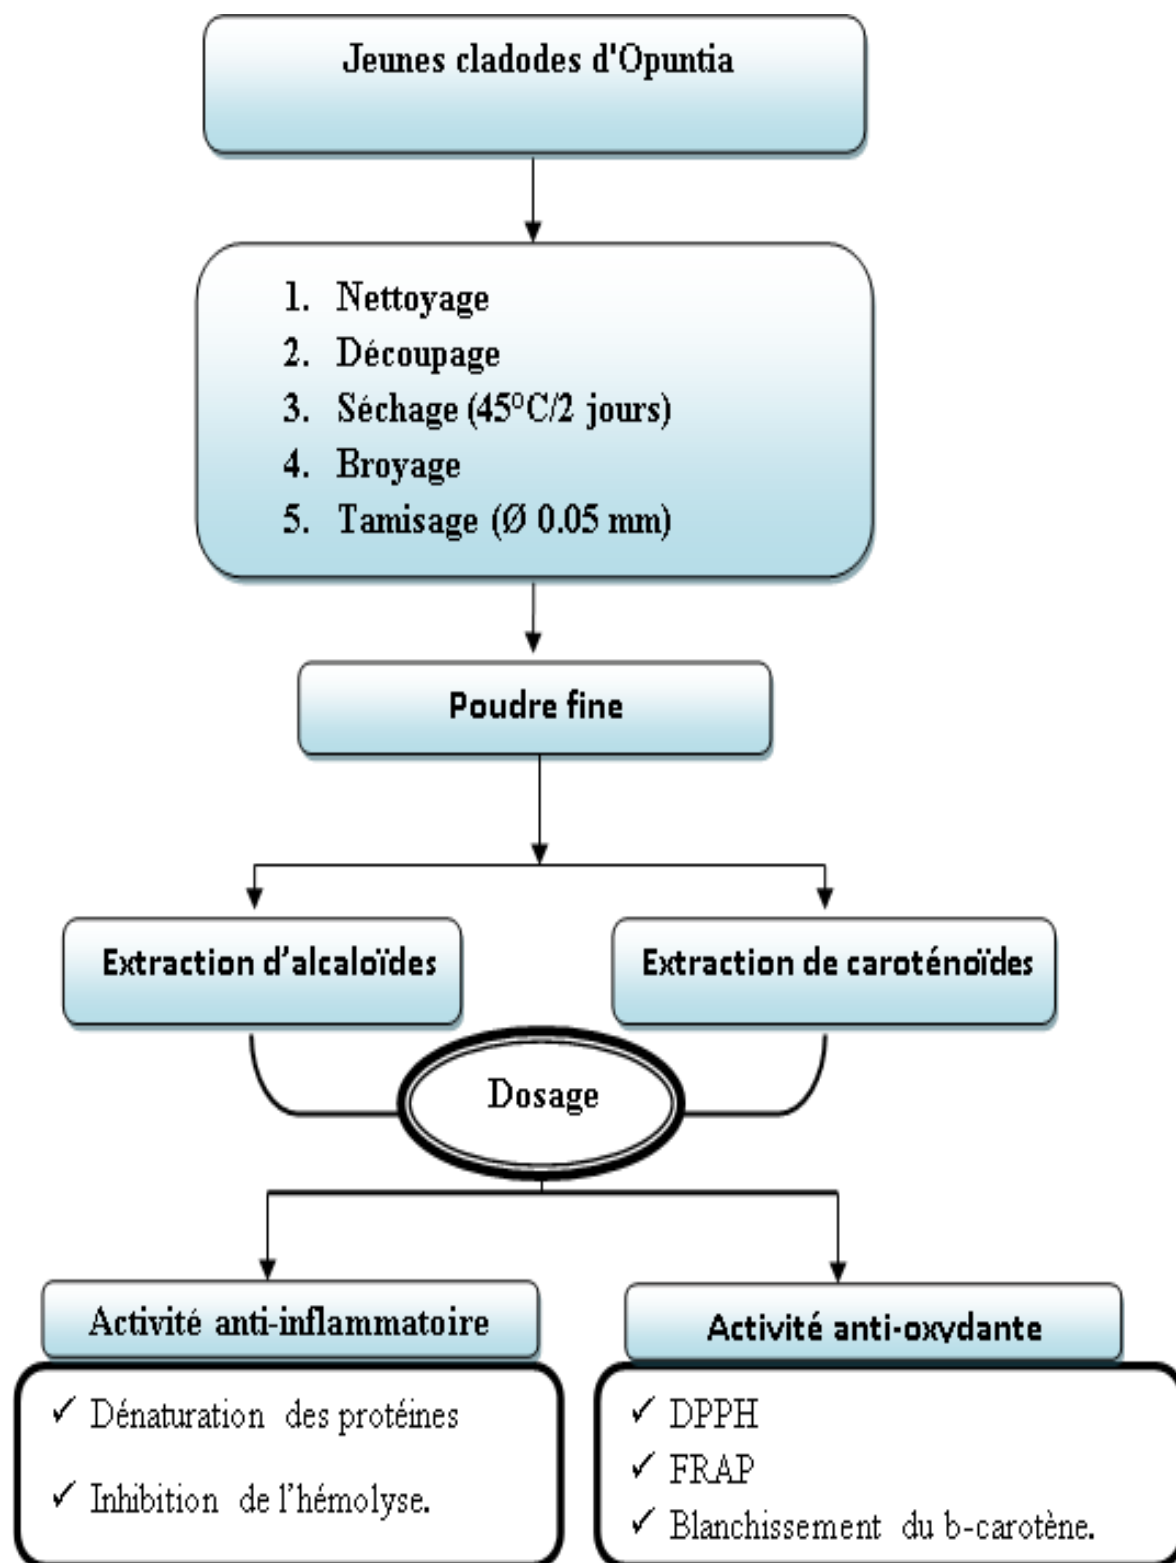 Jeunes cladodes d'Opuntia
1. Nettoyage
2. Découpage
3. Séchage (45°C/2 jours)
4. Broyage
5. Tamisage (Ø 0.05 mm)
Poudre fine
Extraction d'alcaloïdes
Extraction de caroténoïdes
Dosage
Activité anti-inflammatoire
✓ Dénaturation des protéines
✓ Inhibition de l'hémolyse.
Activité anti-oxydante
✓ DPPH
✓ FRAP
✓ Blanchissement du b-carotène.